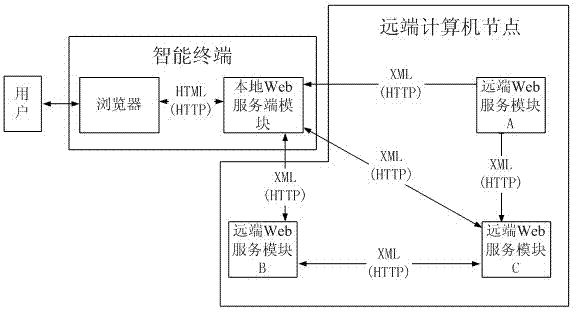 远端计算机节点
智能终端
用
户
浏览器
HTML
(HTTP)
本地Web
服务端模
块
XML
(HTTP)
远端Web
服务模块
A
XML
(HTTP)
XML
(HTTP)
XML
(HTTP)
远端Web
服务模块
B
XML
(HTTP)
远端Web
服务模块
C